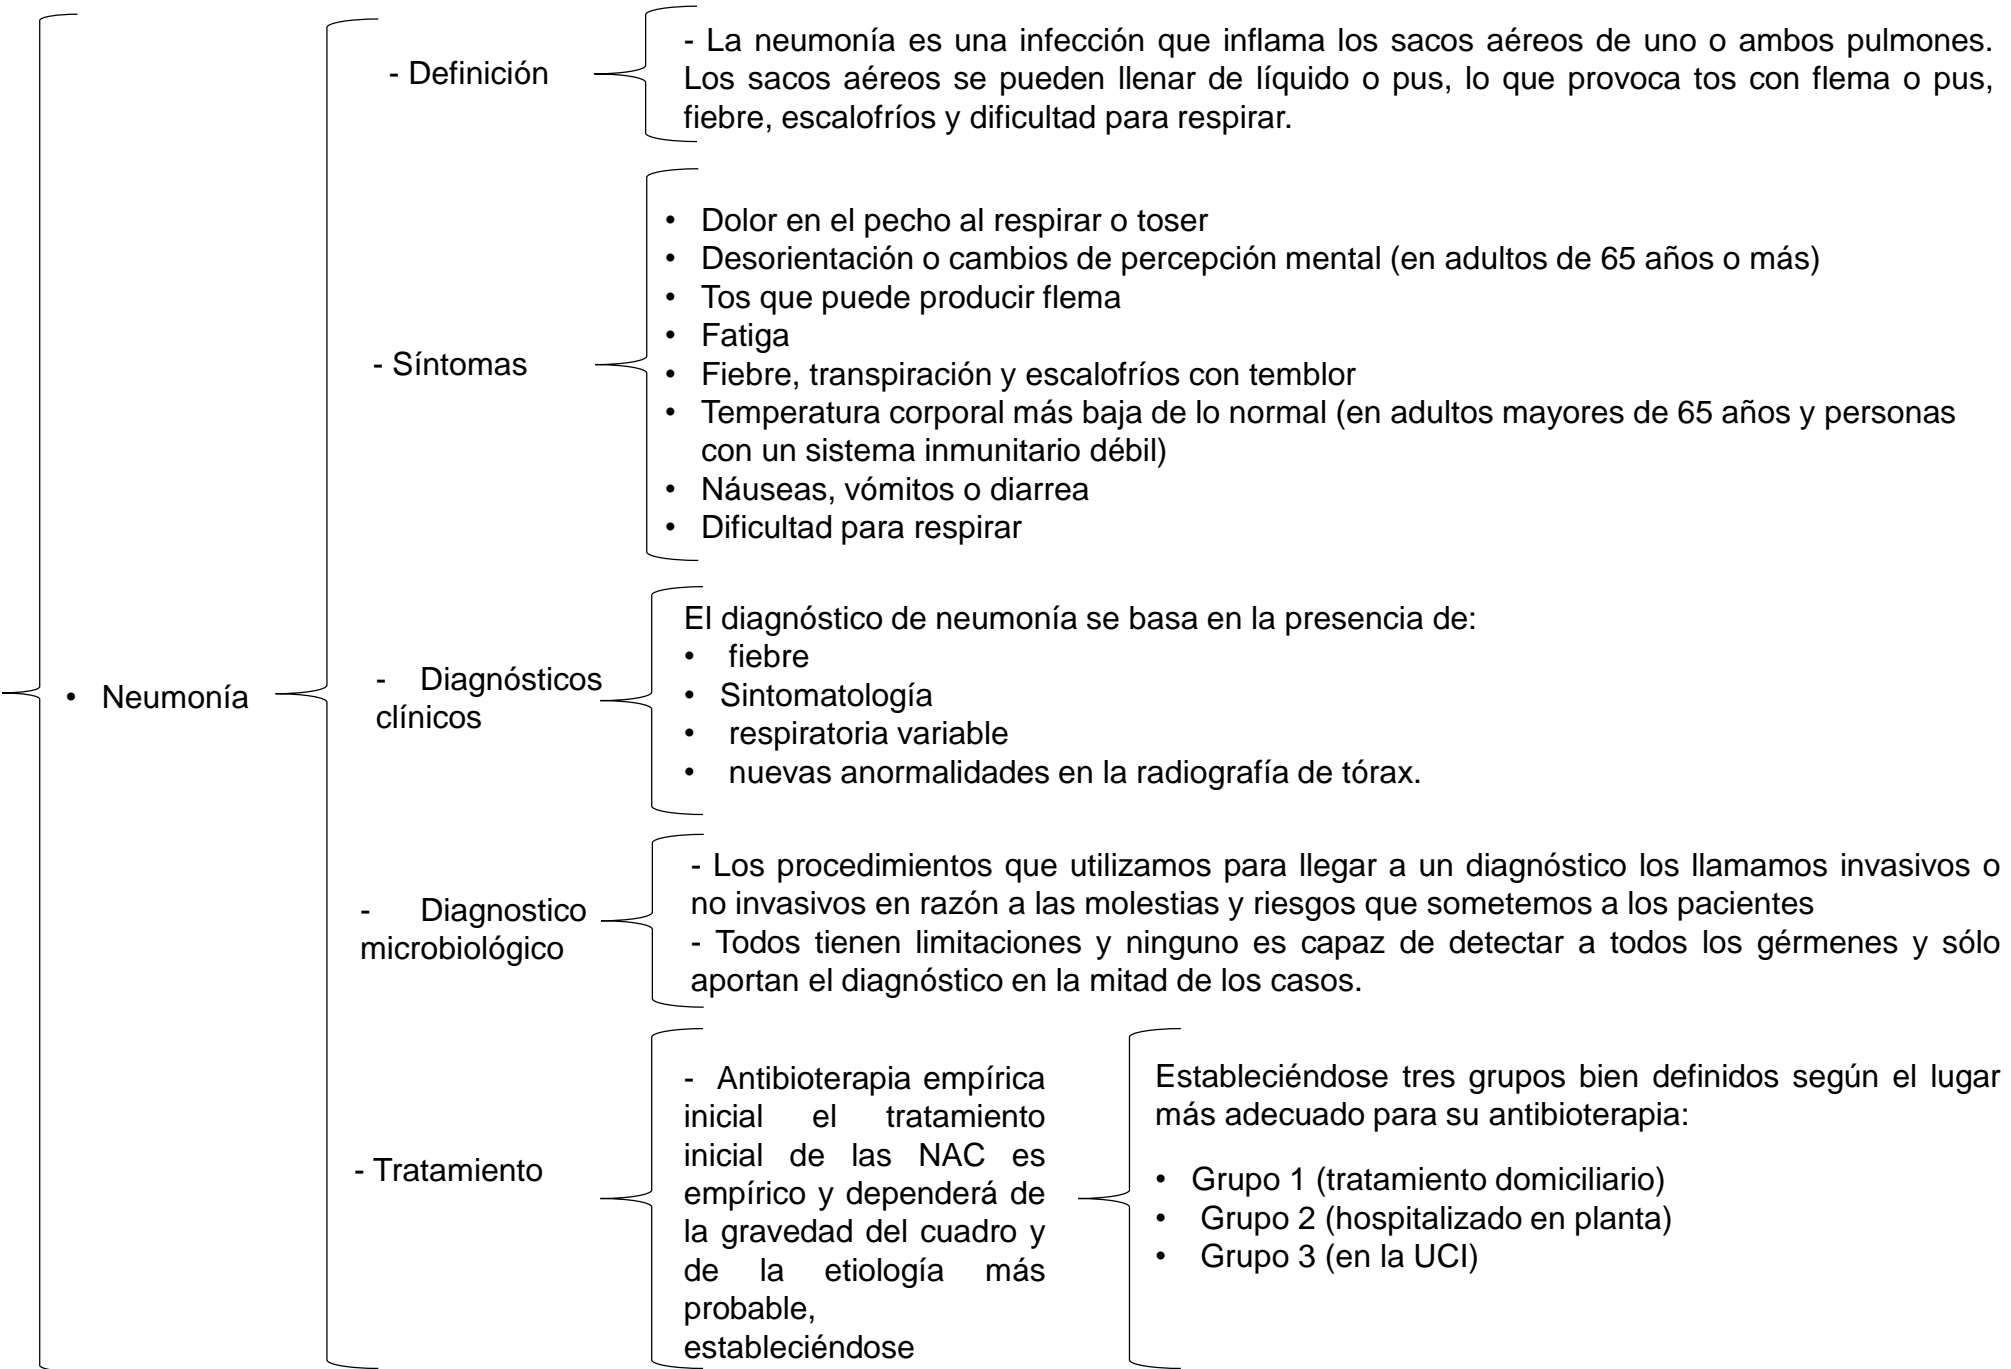 • Neumonía
- Definición
- La neumonía es una infección que inflama los sacos aéreos de uno o ambos pulmones.
Los sacos aéreos se pueden llenar de líquido o pus, lo que provoca tos con flema o pus,
fiebre, escalofríos y dificultad para respirar.
- Síntomas
• Dolor en el pecho al respirar o toser
• Desorientación o cambios de percepción mental (en adultos de 65 años o más)
• Tos que puede producir flema
• Fatiga
• Fiebre, transpiración y escalofríos con temblor
• Temperatura corporal más baja de lo normal (en adultos mayores de 65 años y personas
con un sistema inmunitario débil)
• Náuseas, vómitos o diarrea
• Dificultad para respirar
- Diagnósticos
clínicos
El diagnóstico de neumonía se basa en la presencia de:
• fiebre
• Sintomatología
• respiratoria variable
• nuevas anormalidades en la radiografía de tórax.
- Diagnostico
microbiológico
- Los procedimientos que utilizamos para llegar a un diagnóstico los llamamos invasivos o
no invasivos en razón a las molestias y riesgos que sometemos a los pacientes
- Todos tienen limitaciones y ninguno es capaz de detectar a todos los gérmenes y sólo
aportan el diagnóstico en la mitad de los casos.
- Tratamiento
- Antibioterapia empírica
inicial el tratamiento
inicial de las NAC es
empírico y dependerá de
la gravedad del cuadro y
de la etiología más
probable,
estableciéndose
Estableciéndose tres grupos bien definidos según el lugar
más adecuado para su antibioterapia:
• Grupo 1 (tratamiento domiciliario)
• Grupo 2 (hospitalizado en planta)
• Grupo 3 (en la UCI)